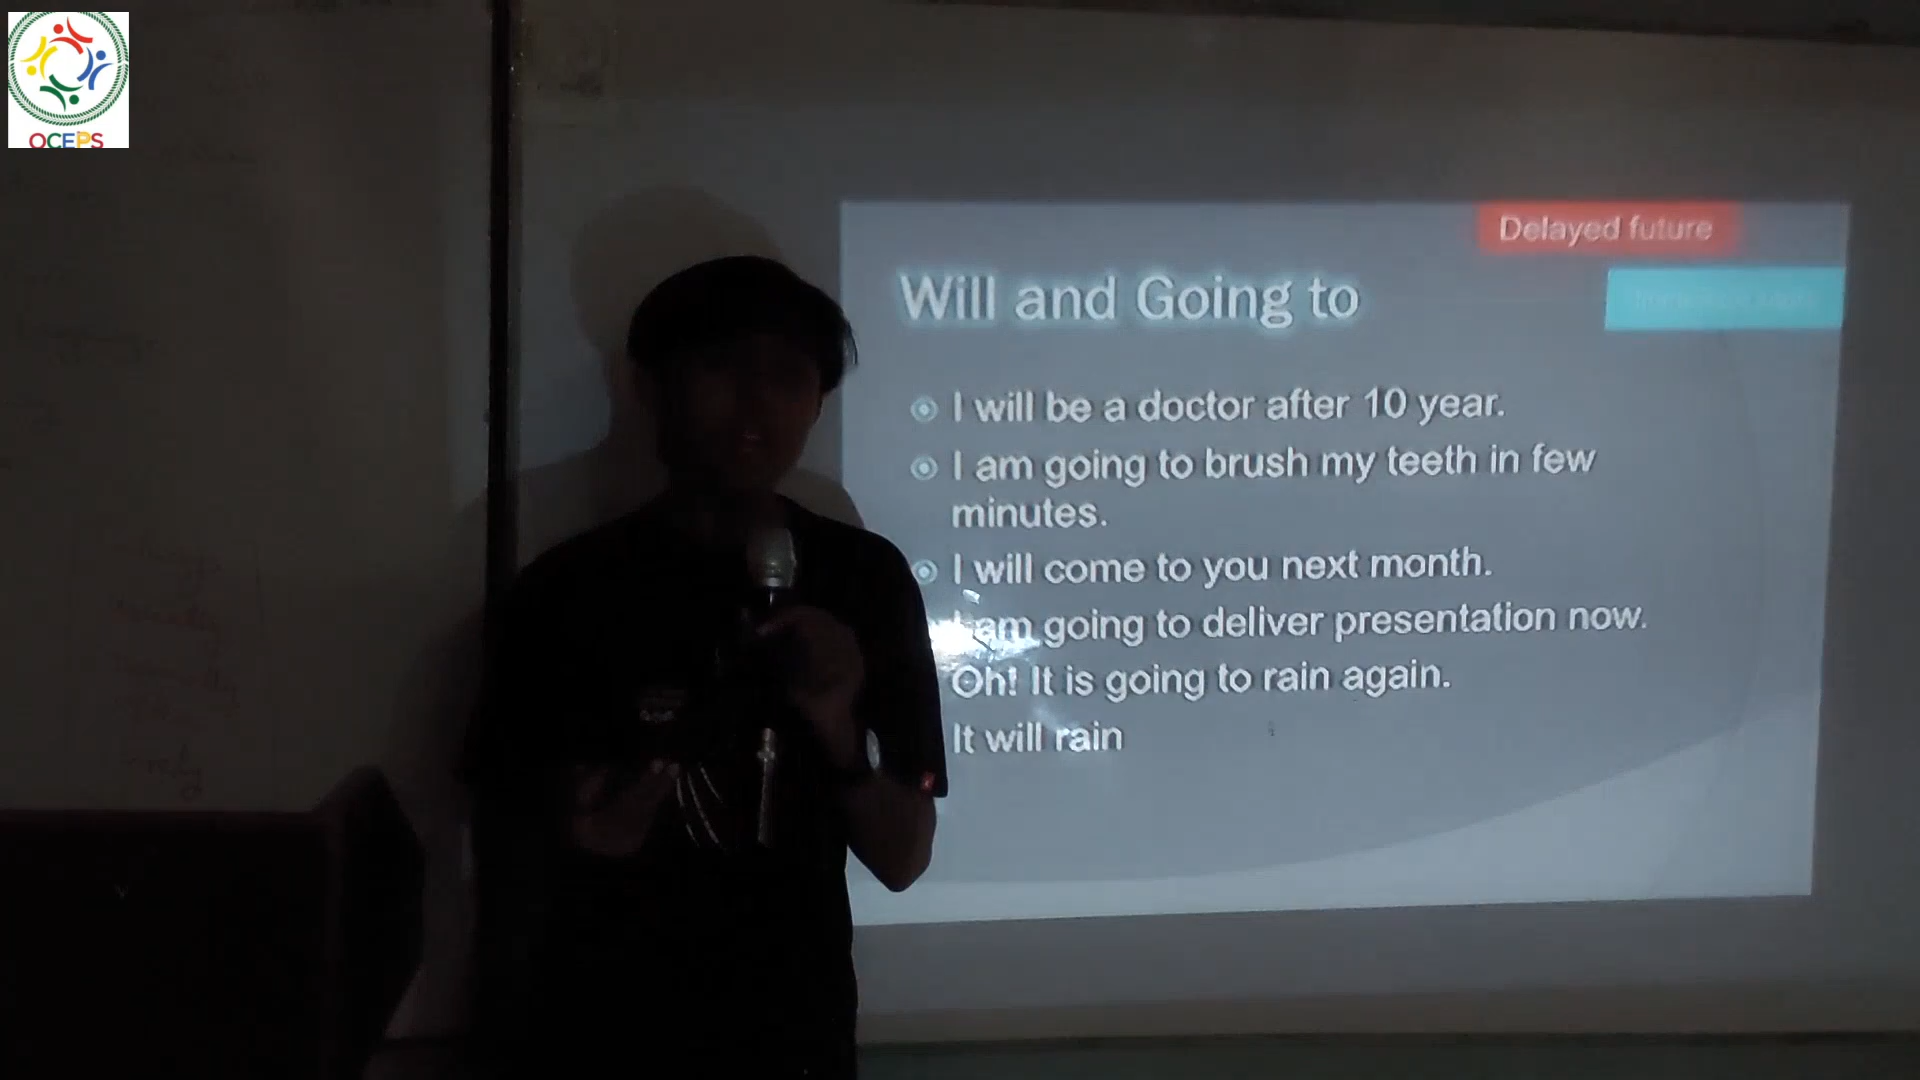 OCEPS
Delayed future
Will and Going to
I will be a doctor after 10 year.
I am going to brush my teeth in few
minutes.
I will come to you next month.
I am going to deliver presentation now.
Oh! It is going to rain again.
It will rain